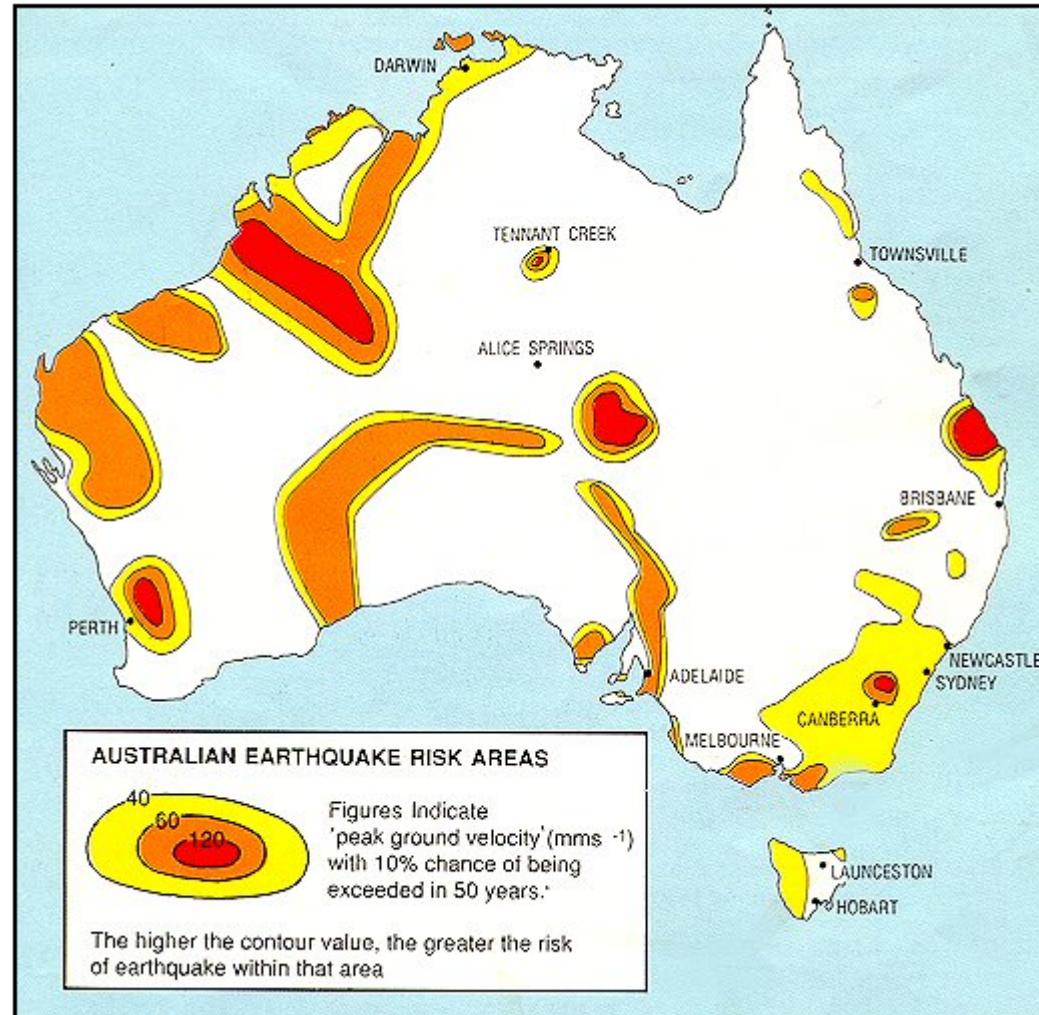 DARWIN
TENNANT CREEK
TOWNSVILLE
ALICE SPRINGS
BRISBANE
PERTH
NEWCASTLE
ADELAIDE
SYDNEY
CANBERRA
MELBOURNE
AUSTRALIAN EARTHQUAKE RISK AREAS
40
60
120
Figures Indicate
'peak ground velocity' (mms -1)
with 10% chance of being
exceeded in 50 years.'
The higher the contour value, the greater the risk
of earthquake within that area
LAUNCESTON
HOBART